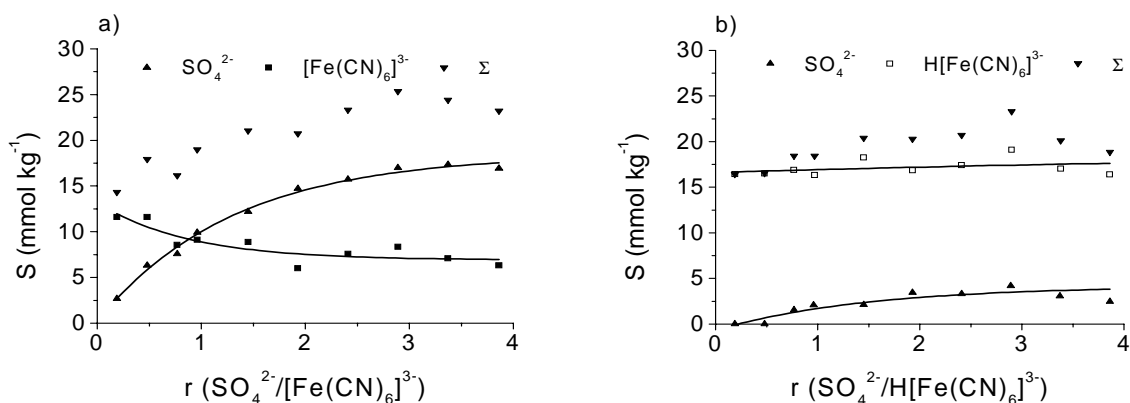 a)
SO₄²⁻ [Fe(CN)₆]³⁻ Σ
30
25
20
15
10
5
0
S (mmol kg⁻¹)
0 1 2 3 4
r (SO₄²⁻/[Fe(CN)₆]³⁻)
b)
SO₄²⁻ H[Fe(CN)₆]³⁻ Σ
30
25
20
15
10
5
0
S (mmol kg⁻¹)
0 1 2 3 4
r (SO₄²⁻/H[Fe(CN)₆]³⁻)